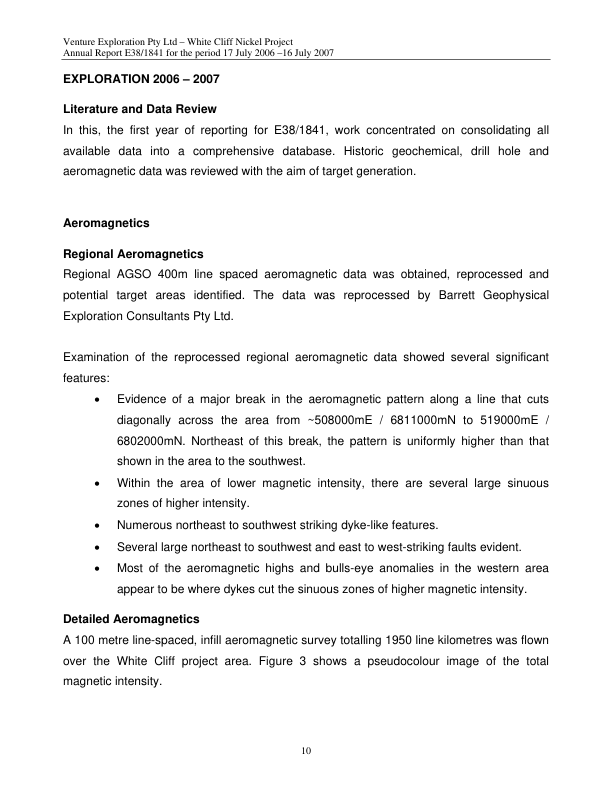 Venture Exploration Pty Ltd – White Cliff Nickel Project
Annual Report E38/1841 for the period 17 July 2006 –16 July 2007
EXPLORATION 2006 – 2007
Literature and Data Review
In this, the first year of reporting for E38/1841, work concentrated on consolidating all
available data into a comprehensive database. Historic geochemical, drill hole and
aeromagnetic data was reviewed with the aim of target generation.
Aeromagnetics
Regional Aeromagnetics
Regional AGSO 400m line spaced aeromagnetic data was obtained, reprocessed and
potential target areas identified. The data was reprocessed by Barrett Geophysical
Exploration Consultants Pty Ltd.
Examination of the reprocessed regional aeromagnetic data showed several significant
features:
• Evidence of a major break in the aeromagnetic pattern along a line that cuts
diagonally across the area from ~508000mE / 6811000mN to 519000mE /
6802000mN. Northeast of this break, the pattern is uniformly higher than that
shown in the area to the southwest.
• Within the area of lower magnetic intensity, there are several large sinuous
zones of higher intensity.
• Numerous northeast to southwest striking dyke-like features.
• Several large northeast to southwest and east to west-striking faults evident.
• Most of the aeromagnetic highs and bulls-eye anomalies in the western area
appear to be where dykes cut the sinuous zones of higher magnetic intensity.
Detailed Aeromagnetics
A 100 metre line-spaced, infill aeromagnetic survey totalling 1950 line kilometres was flown
over the White Cliff project area. Figure 3 shows a pseudocolour image of the total
magnetic intensity.
10